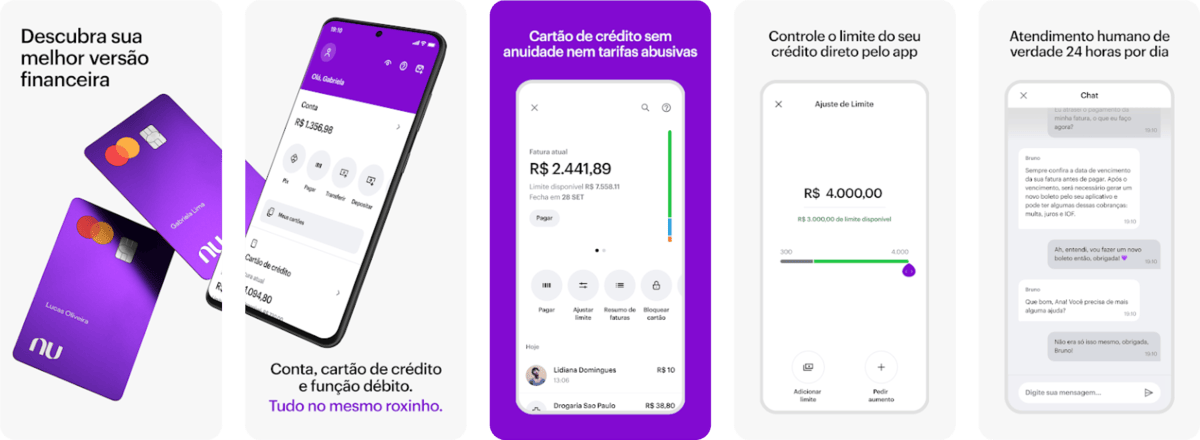 Descubra sua
melhor versão
financeira
Gabriela Lima
nu
Lucas Oliveira
nu
19:10
Olá, Gabriela
Conta
R$ 1.356,98
Pix
Pagar
Transferir
Depositar
Meus cartões
Cartão de crédito
Fatura atual
.094,80
Conta, cartão de crédito
e função débito.
Tudo no mesmo roxinho.
Cartão de crédito sem
anuidade nem tarifas abusivas
Fatura atual
R$ 2.441,89
Limite disponível R$ 7.558,11
Fecha em 28 SET
Pagar
Pagar
Ajustar
limite
Resumo de
faturas
Bloquear
cartão
Hoje
Lidiana Domingues
R$ 10
13:06
Drogaria Sao Paulo
R$ 38,80
Controle o limite do seu
crédito direto pelo app
Ajuste de Limite
R$ 4.000,00
R$ 3.000,00 de limite disponível
300
4.000
Adicionar
limite
Pedir
aumento
Atendimento humano de
verdade 24 horas por dia
Chat
Eu atrasei o pagamento da
minha fatura, o que eu faço
agora?
19:10
Bruno
Sempre confira a data de vencimento
da sua fatura antes de pagar. Após o
vencimento, será necessário gerar um
novo boleto pelo seu aplicativo e
pode ter algumas dessas cobranças:
multa, juros e IOF.
19:10
Ah, entendi, vou fazer um novo
boleto então, obrigada! 💜
19:10
Bruno
Que bom, Ana! Você precisa de mais
alguma ajuda?
19:10
Não era só isso mesmo, obrigada,
Bruno!
19:10
Digite sua mensagem...